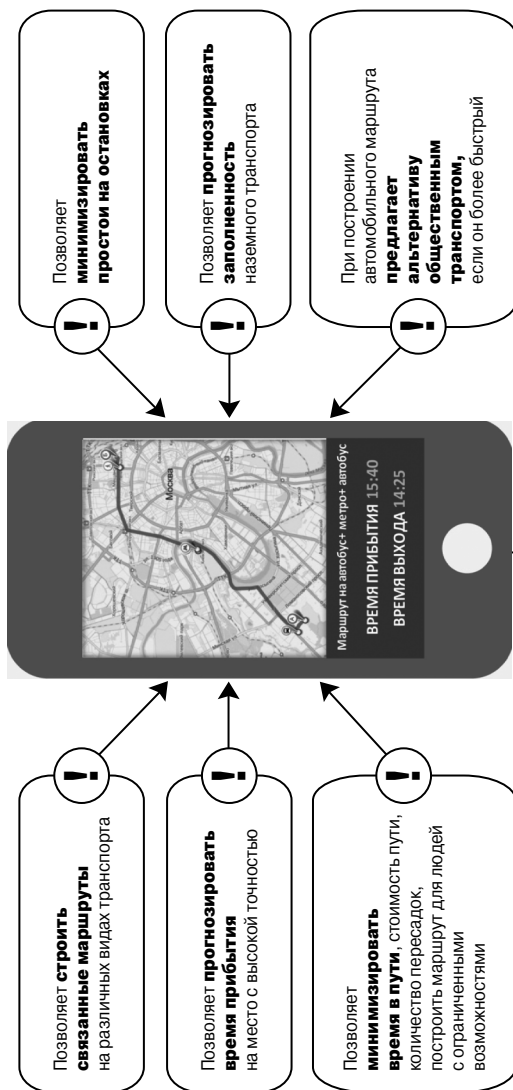 Позволяет строить
связанные маршруты
на различных видах транспорта
Позволяет прогнозировать
время прибытия
на место с высокой точностью
Позволяет
минимизировать
время в пути, стоимость пути,
количество пересадок,
построить маршрут для людей
с ограниченными
возможностями
Москва
Маршрут на автобус+ метро+ автобус
ВРЕМЯ ПРИБЫТИЯ 15:40
ВРЕМЯ ВЫХОДА 14:25
Позволяет
минимизировать
простои на остановках
Позволяет прогнозировать
заполненность
наземного транспорта
При построении
автомобильного маршрута
предлагает
альтернативу
общественным
транспортом,
если он более быстрый
!
!
!
!
!
!